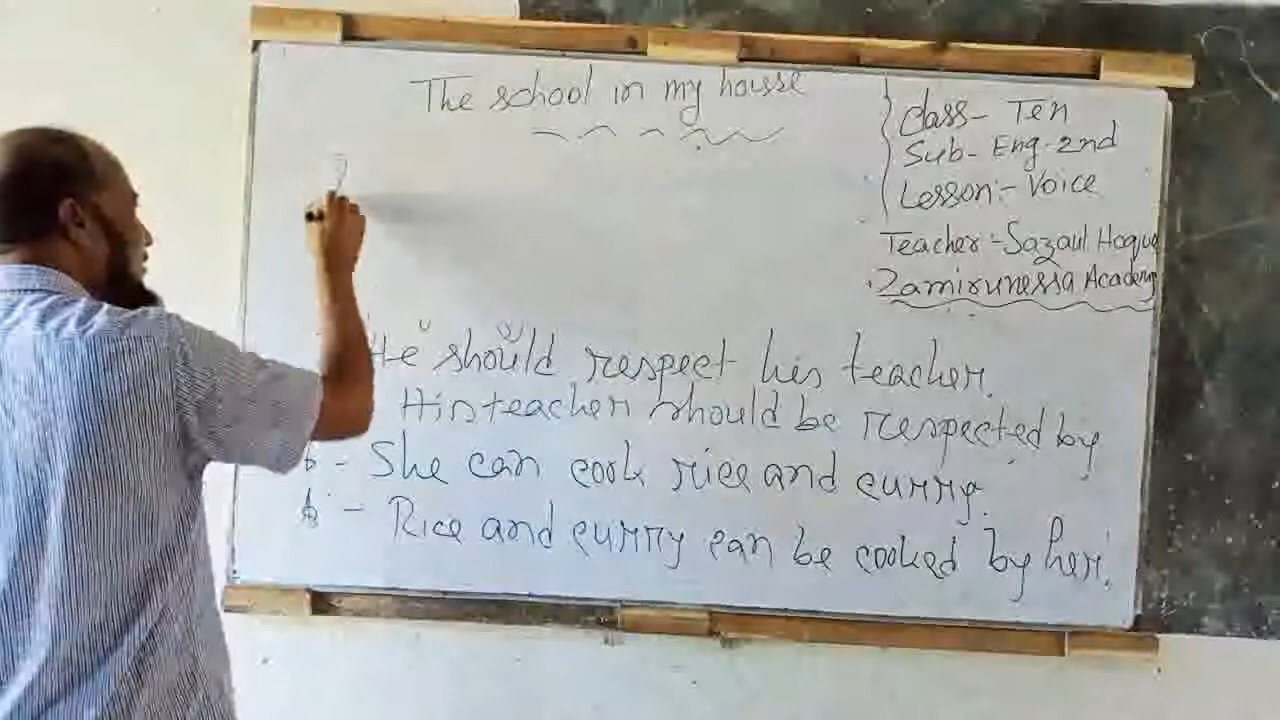 The school in my house
Class- Ten
Sub- Eng-2nd
Lesson:- Voice
Teacher:- Sazaul Hoque
Zamirunessa Academy
He should respect his teacher.
His teacher should be respected by
- She can cook rice and curry.
- Rice and curry can be cooked by her.